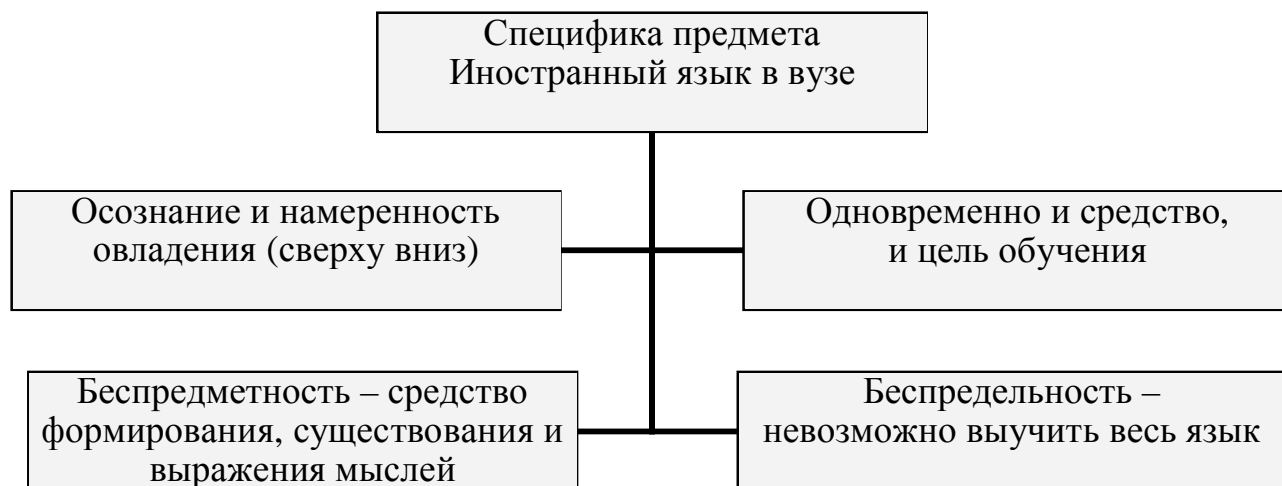 Специфика предмета
Иностранный язык в вузе
Осознание и намеренность
овладения (сверху вниз)
Одновременно и средство,
и цель обучения
Беспредметность – средство
формирования, существования и
выражения мыслей
Беспредельность –
невозможно выучить весь язык